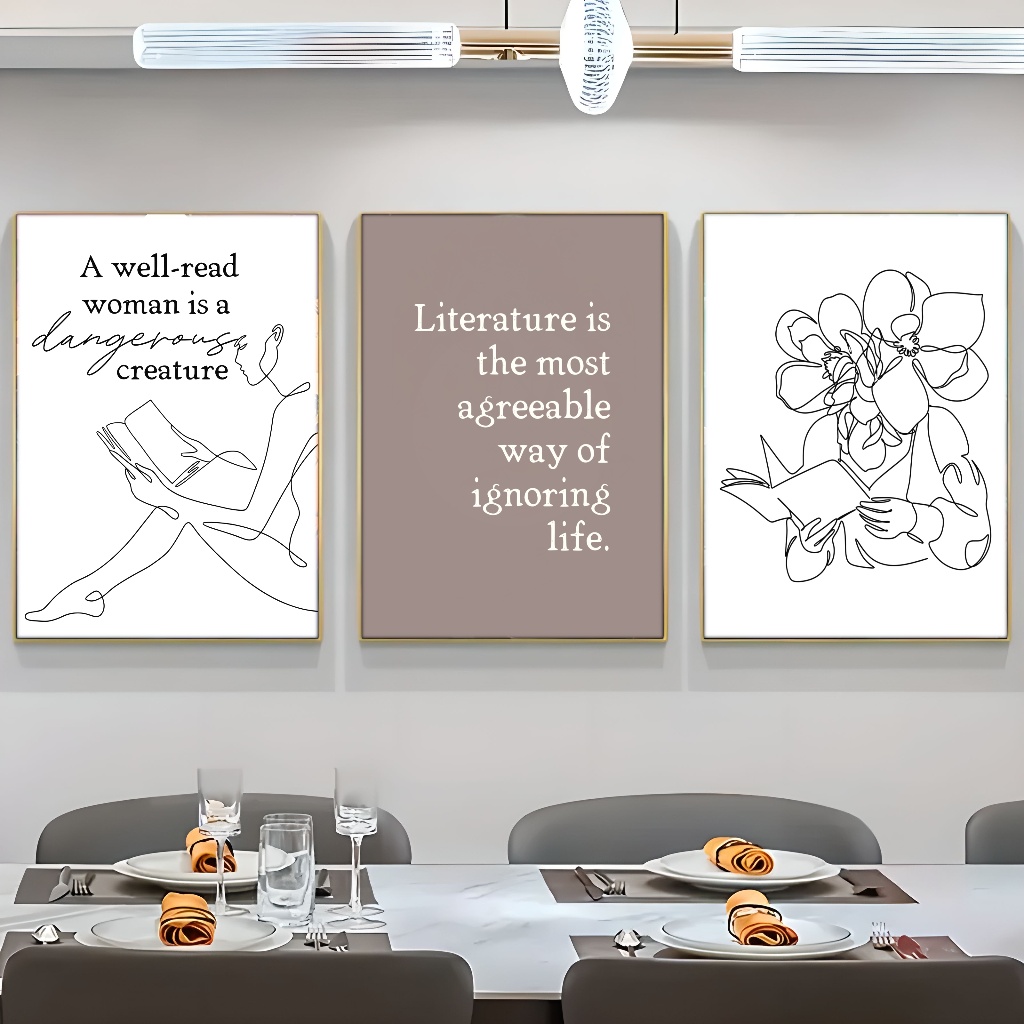 A well-read
woman is a
dangerous
creature
Literature is
the most
agreeable
way of
ignoring
life.